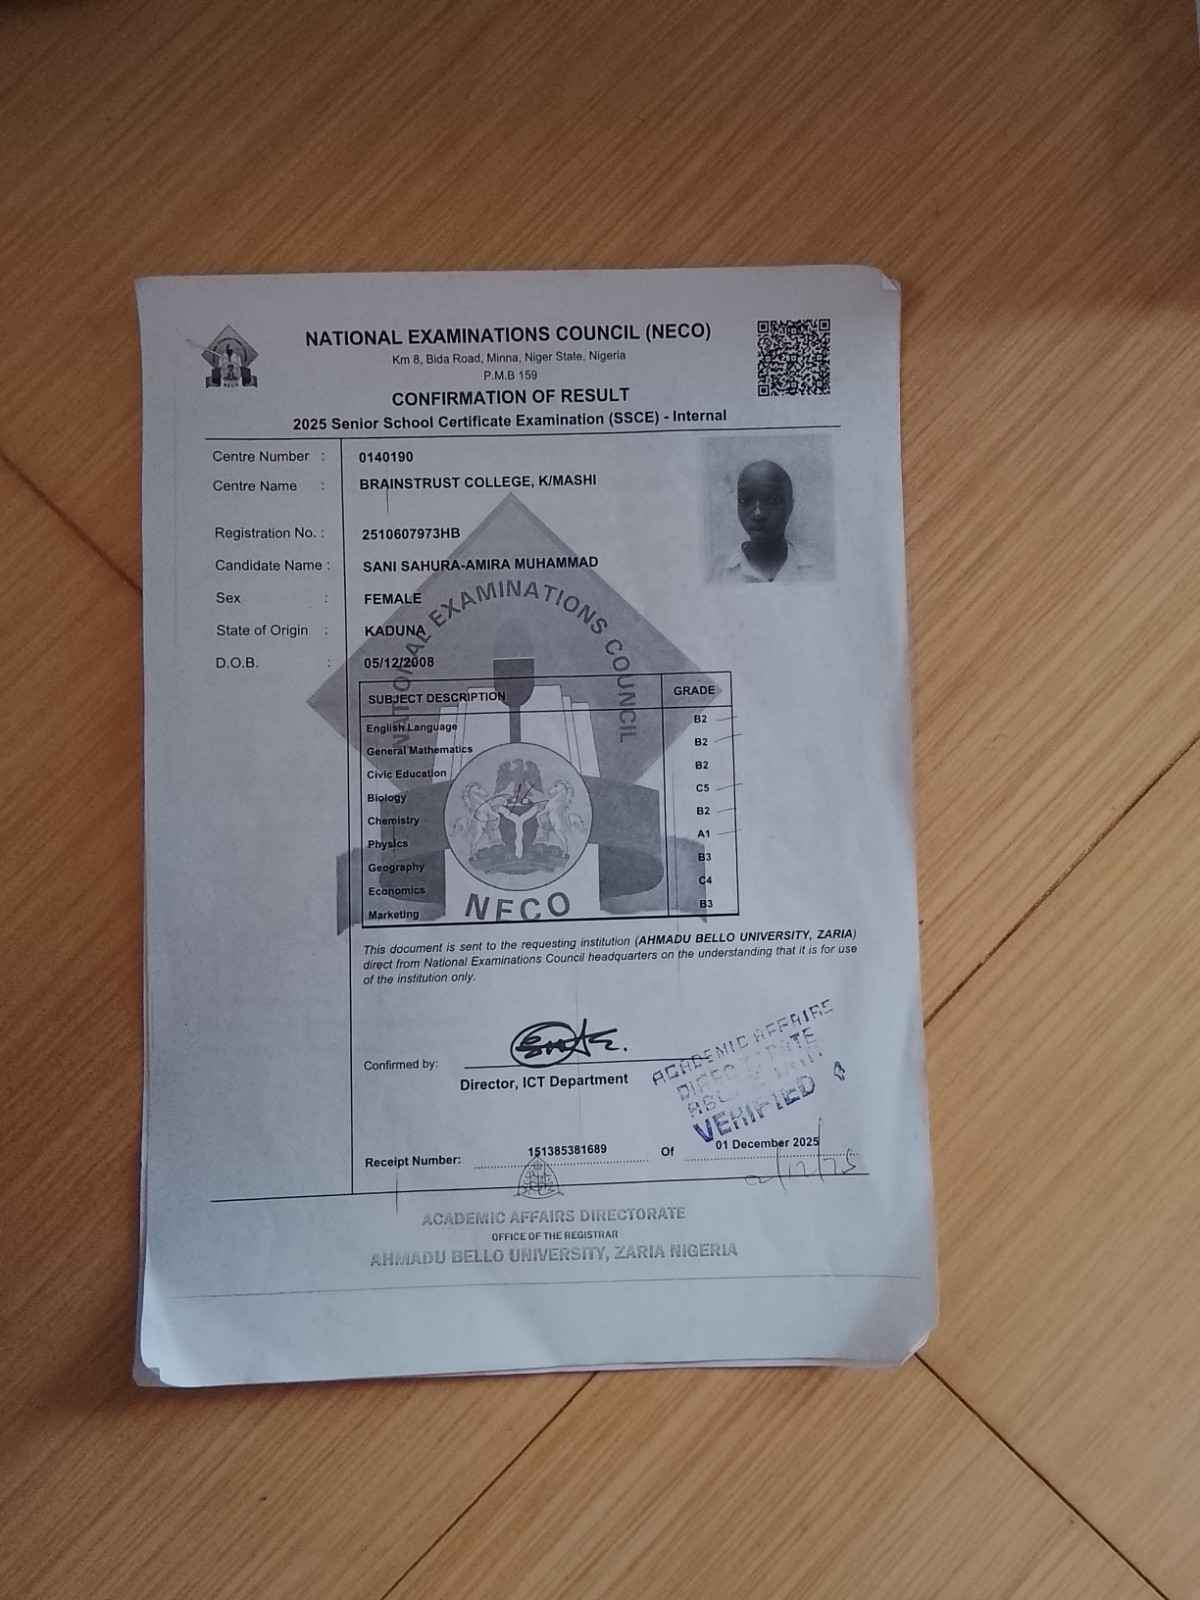 NATIONAL EXAMINATIONS COUNCIL (NECO)
Km 8, Bida Road, Minna, Niger State, Nigeria
P.M.B 159
CONFIRMATION OF RESULT
2025 Senior School Certificate Examination (SSCE) - Internal
NECO
Centre Number : 0140190
Centre Name : BRAINSTRUST COLLEGE, K/MASHI
Registration No. : 2510607973HB
Candidate Name : SANI SAHURA-AMIRA MUHAMMAD
Sex : FEMALE
State of Origin : KADUNA
D.O.B. : 05/12/2008
NATIONAL EXAMINATIONS COUNCIL
SUBJECT DESCRIPTION GRADE
English Language B2
General Mathematics B2
Civic Education B2
Biology C5
Chemistry B2
Physics A1
Geography B3
Economics C4
Marketing B3
NECO
This document is sent to the requesting institution (AHMADU BELLO UNIVERSITY, ZARIA)
direct from National Examinations Council headquarters on the understanding that it is for use
of the institution only.
Confirmed by:
Director, ICT Department
ACADEMIC AFFAIRS
VERIFIED
Receipt Number: 151385381689 Of 01 December 2025
ACADEMIC AFFAIRS DIRECTORATE
OFFICE OF THE REGISTRAR
AHMADU BELLO UNIVERSITY, ZARIA NIGERIA